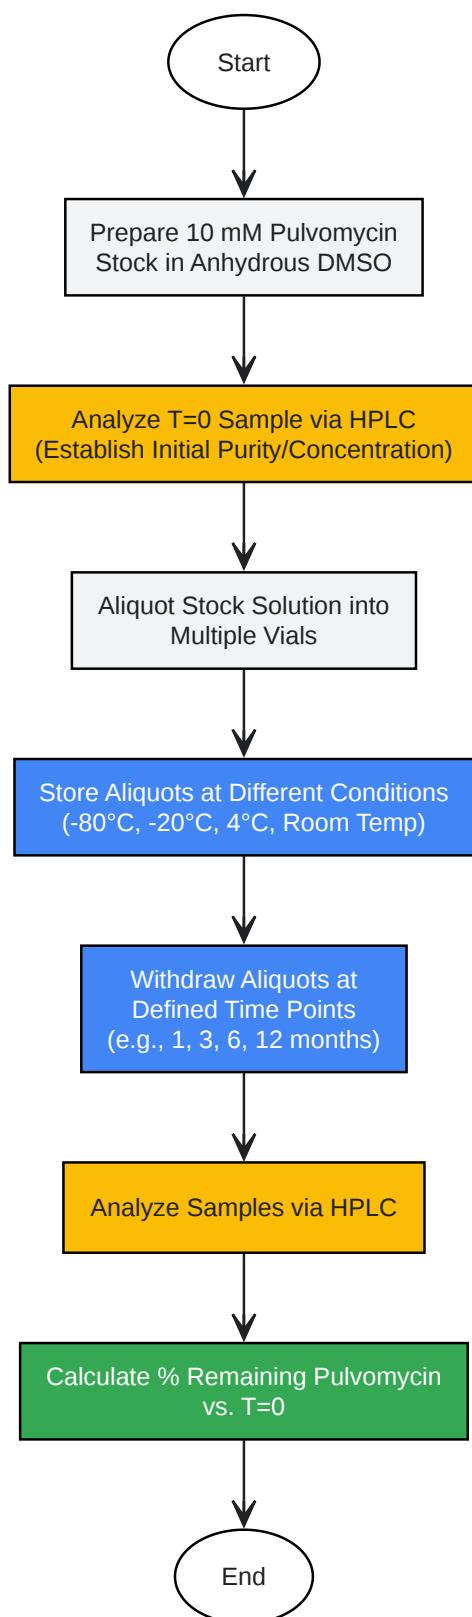 Start
Prepare 10 mM Pulvomycin
Stock in Anhydrous DMSO
Analyze T=0 Sample via HPLC
(Establish Initial Purity/Concentration)
Aliquot Stock Solution into
Multiple Vials
Store Aliquots at Different Conditions
(-80°C, -20°C, 4°C, Room Temp)
Withdraw Aliquots at
Defined Time Points
(e.g., 1, 3, 6, 12 months)
Analyze Samples via HPLC
Calculate % Remaining Pulvomycin
vs. T=0
End